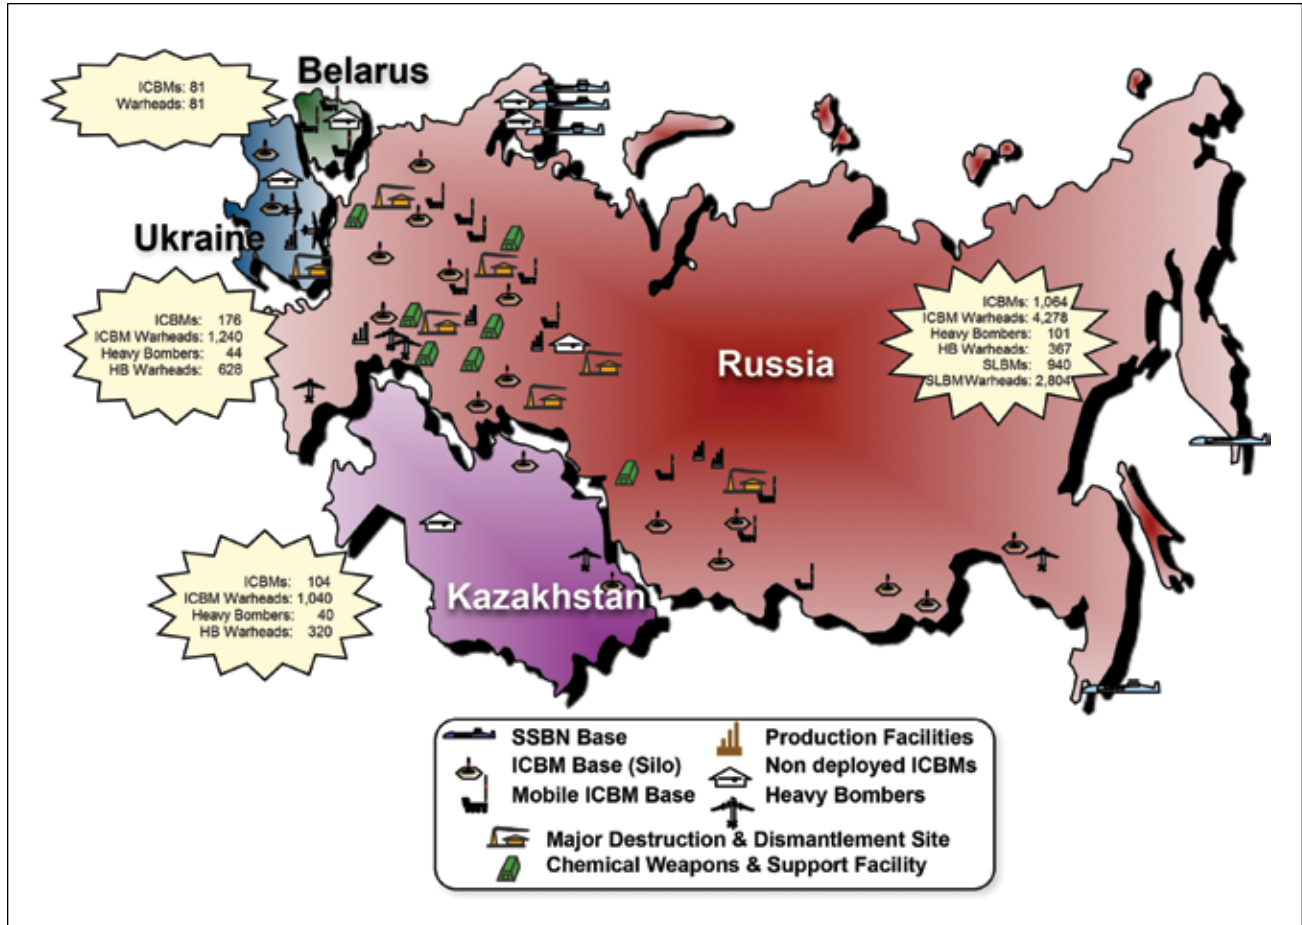 Belarus
ICBMs: 81
Warheads: 81
Ukraine
ICBMs: 176
ICBM Warheads: 1,240
Heavy Bombers: 44
HB Warheads: 628
Russia
ICBMs: 1,064
ICBM Warheads: 4,278
Heavy Bombers: 101
HB Warheads: 367
SLBMs: 940
SLBM Warheads: 2,804
Kazakhstan
ICBMs: 104
ICBM Warheads: 1,040
Heavy Bombers: 40
HB Warheads: 320
SSBN Base
ICBM Base (Silo)
Mobile ICBM Base
Production Facilities
Non deployed ICBMs
Heavy Bombers
Major Destruction & Dismantlement Site
Chemical Weapons & Support Facility